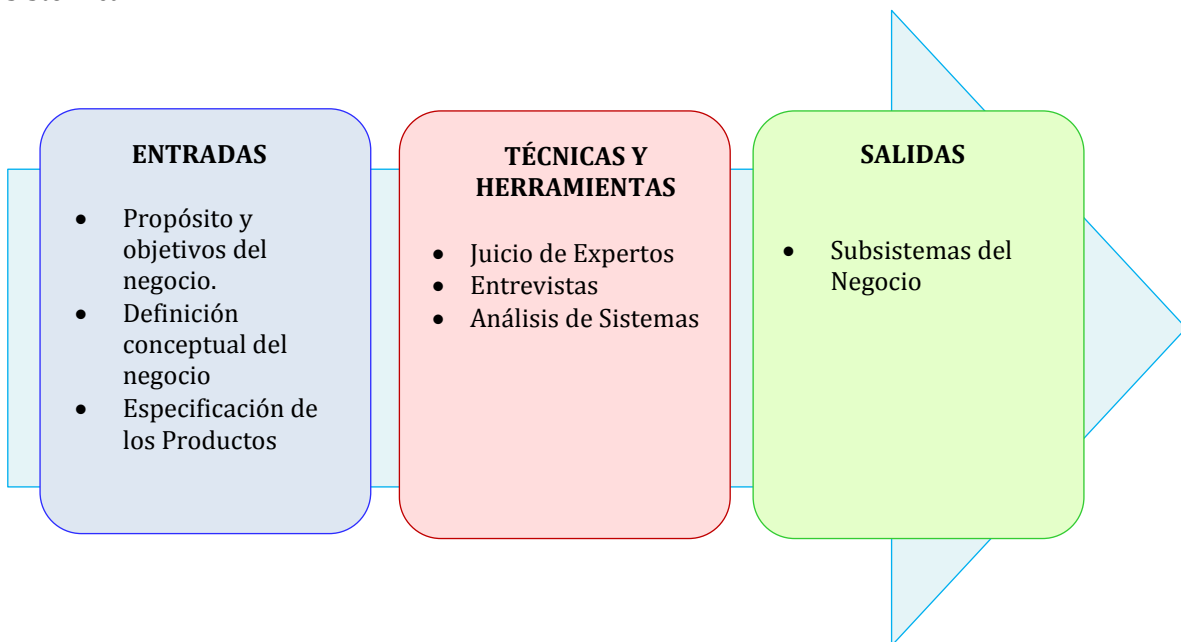 ENTRADAS
• Propósito y
objetivos del
negocio.
• Definición
conceptual del
negocio
• Especificación de
los Productos
TÉCNICAS Y
HERRAMIENTAS
• Juicio de Expertos
• Entrevistas
• Análisis de Sistemas
SALIDAS
• Subsistemas del
Negocio